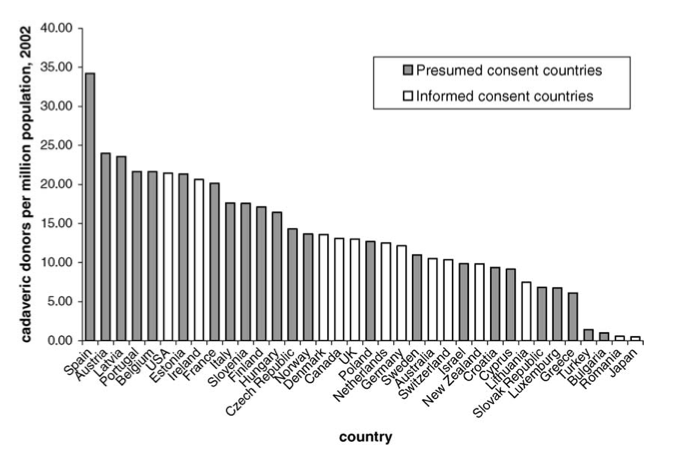 40.00
35.00
30.00
25.00
20.00
15.00
10.00
5.00
0.00
cadaveric donors per million population, 2002
Presumed consent countries
Informed consent countries
Spain
Austria
Latvia
Portugal
Belgium
USA
Estonia
Ireland
France
Italy
Slovenia
Finland
Hungary
Czech Republic
Norway
Denmark
Canada
UK
Poland
Netherlands
Germany
Sweden
Australia
Switzerland
Israel
New Zealand
Croatia
Cyprus
Lithuania
Slovak Republic
Luxemburg
Greece
Turkey
Bulgaria
Romania
Japan
country